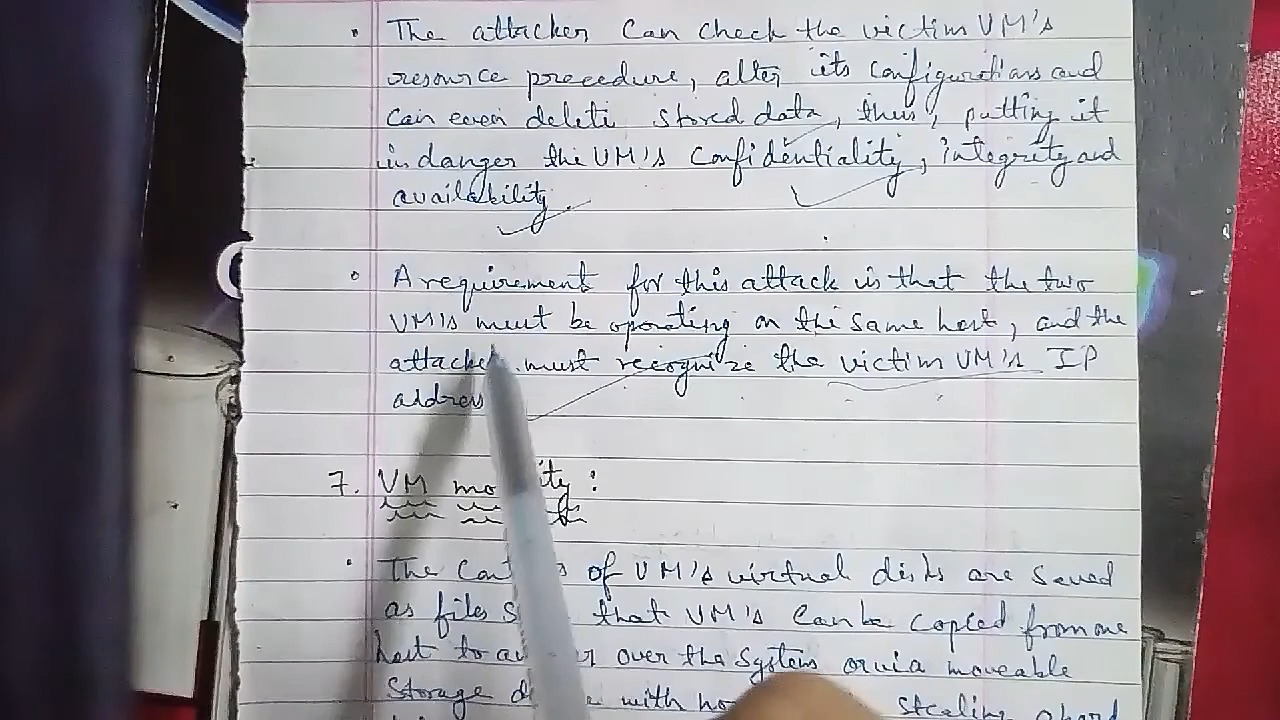 • The attacker can check the victim VM's
resource procedure, alter its configurations and
can even delete stored data, thus, putting it
in danger the VM's confidentiality, integrity and
availability.
• A requirement for this attack is that the two
VM's must be operating on the same host, and the
attacker must recognize the victim VM's IP
address
7. VM mo ity :
• The of VM's virtual disks are saved
as files that VM's can be copied from one
host to over the system or via moveable
storage with stealing a hard